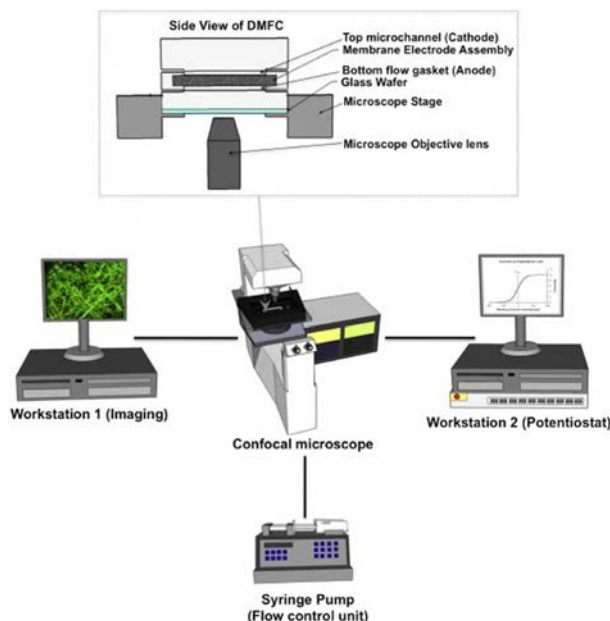 Side View of DMFC
Top microchannel (Cathode)
Membrane Electrode Assembly
Bottom flow gasket (Anode)
Glass Wafer
Microscope Stage
Microscope Objective lens
Workstation 1 (Imaging)
Confocal microscope
Workstation 2 (Potentiostat)
Syringe Pump
(Flow control unit)